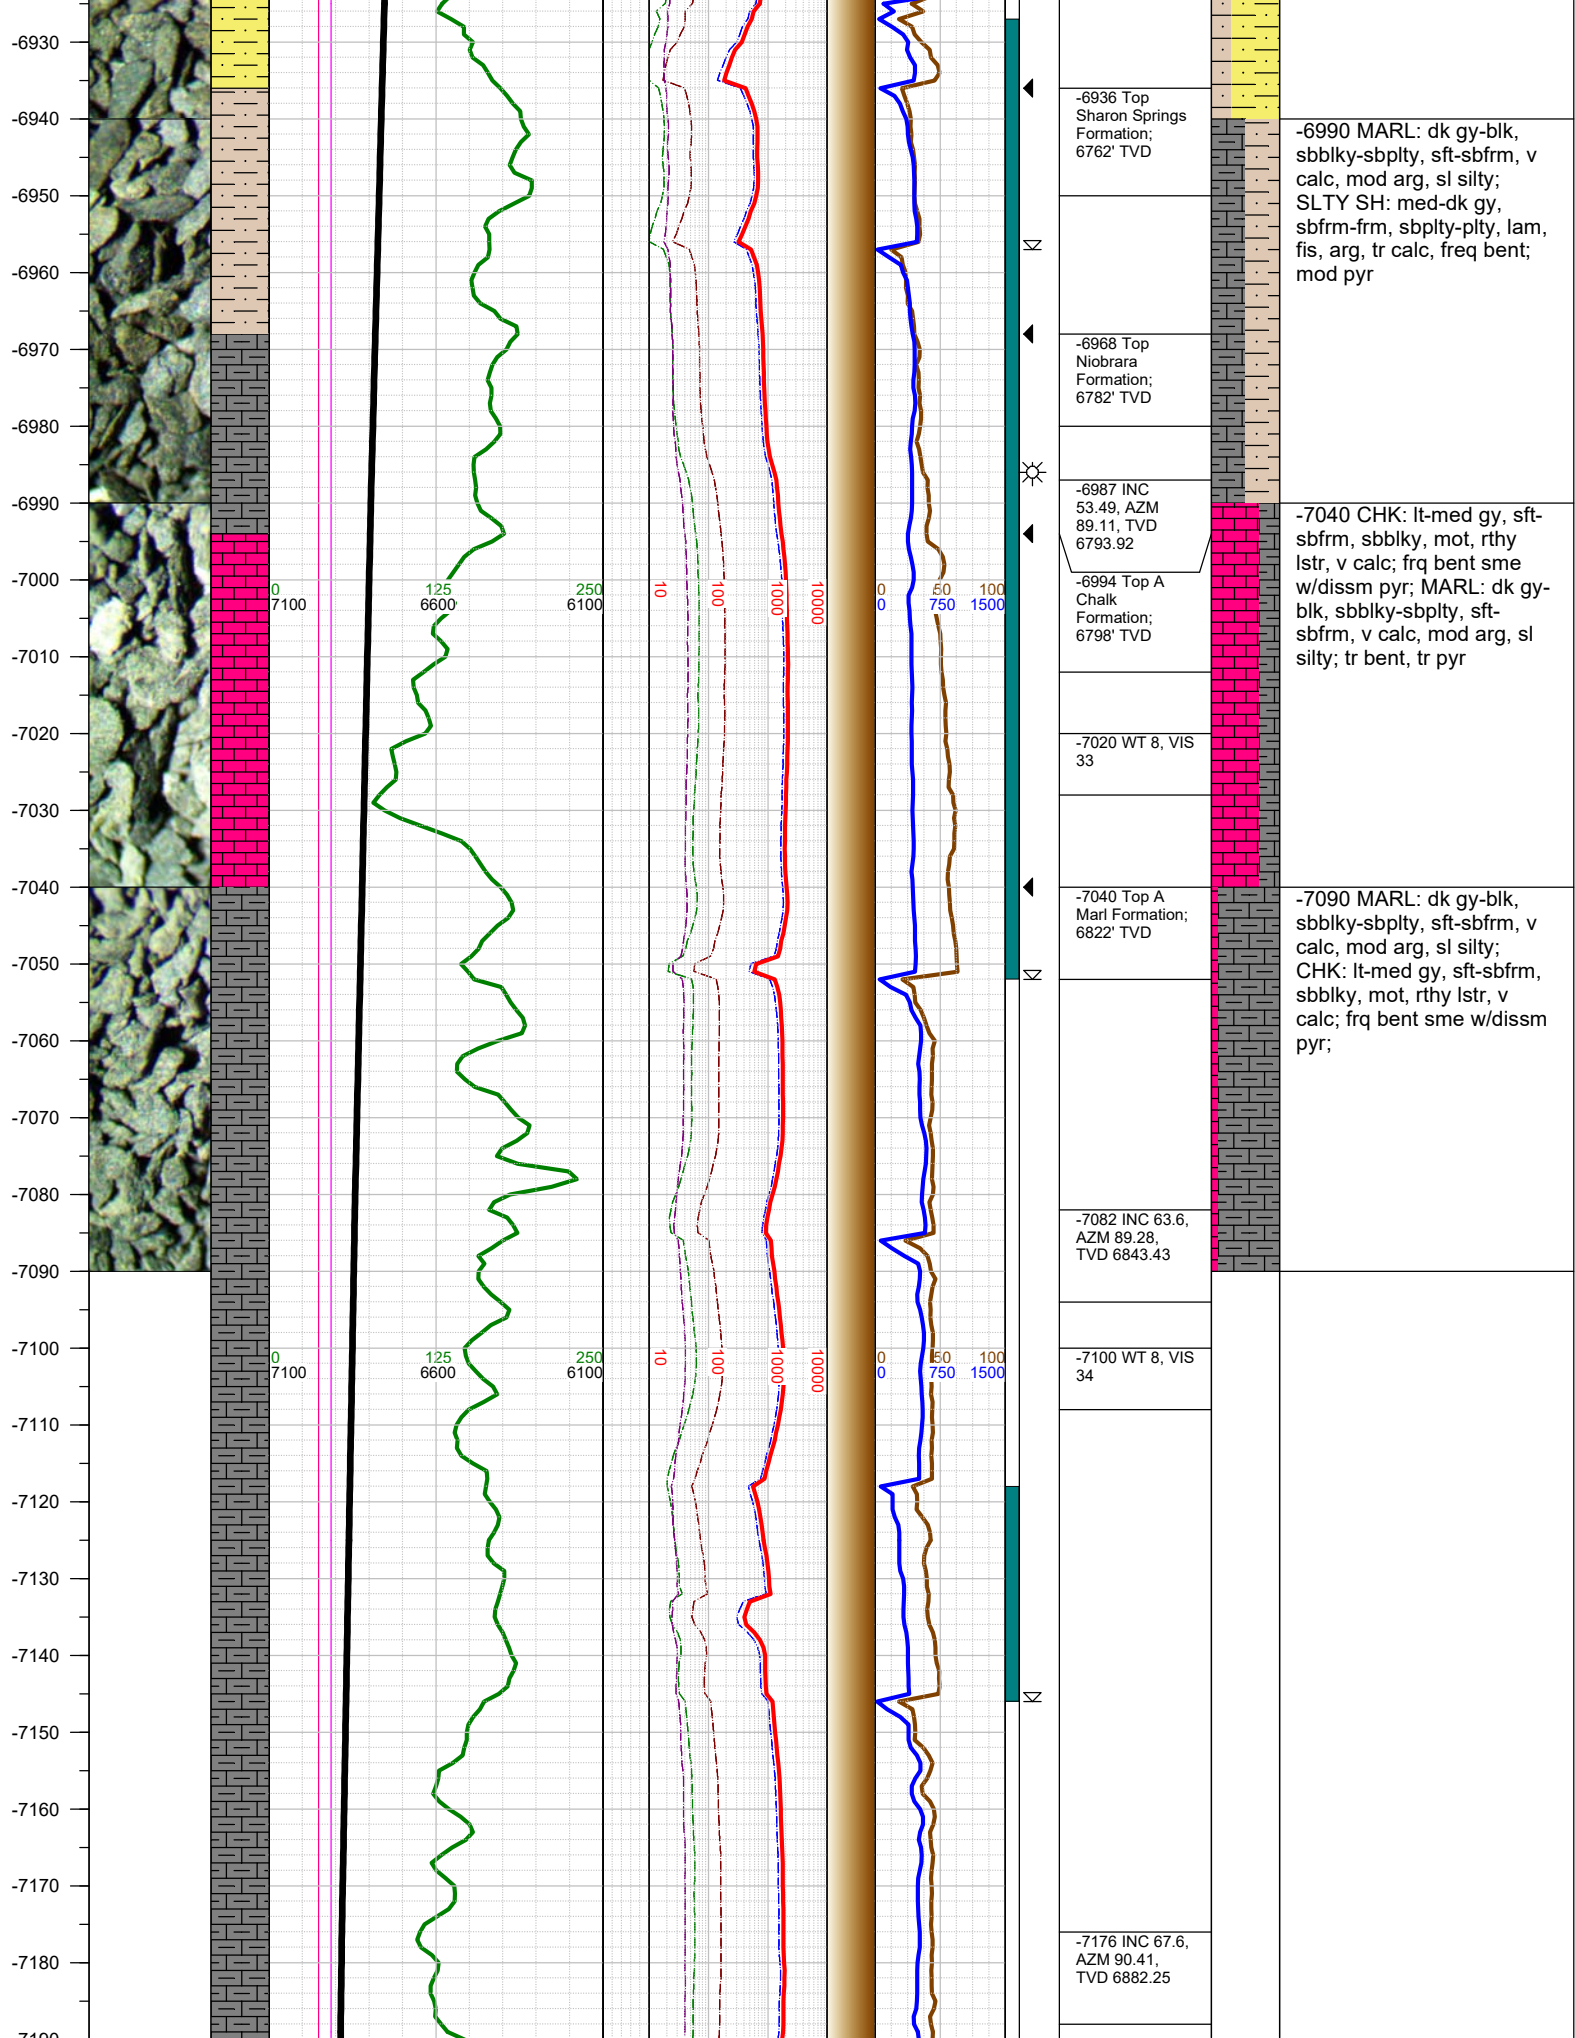 -6930
-6940
-6950
-6960
-6970
-6980
-6990
-7000
-7010
-7020
-7030
-7040
-7050
-7060
-7070
-7080
-7090
-7100
-7110
-7120
-7130
-7140
-7150
-7160
-7170
-7180
0 125 250
7100 6600 6100
10 100 1000 10000
0 50 100
0 750 1500
0 125 250
7100 6600 6100
10 100 1000 10000
0 50 100
0 750 1500
-6936 Top
Sharon Springs
Formation;
6762' TVD
-6968 Top
Niobrara
Formation;
6782' TVD
-6987 INC
53.49, AZM
89.11, TVD
6793.92
-6994 Top A
Chalk
Formation;
6798' TVD
-7020 WT 8, VIS
33
-7040 Top A
Marl Formation;
6822' TVD
-7082 INC 63.6,
AZM 89.28,
TVD 6843.43
-7100 WT 8, VIS
34
-7176 INC 67.6,
AZM 90.41,
TVD 6882.25
-6990 MARL: dk gy-blk,
sbblky-sbplty, sft-sbfrm, v
calc, mod arg, sl silty;
SLTY SH: med-dk gy,
sbfrm-frm, sbplty-plty, lam,
fis, arg, tr calc, freq bent;
mod pyr
-7040 CHK: lt-med gy, sft-
sbfrm, sbblky, mot, rthy
lstr, v calc; frq bent sme
w/dissm pyr; MARL: dk gy-
blk, sbblky-sbplty, sft-
sbfrm, v calc, mod arg, sl
silty; tr bent, tr pyr
-7090 MARL: dk gy-blk,
sbblky-sbplty, sft-sbfrm, v
calc, mod arg, sl silty;
CHK: lt-med gy, sft-sbfrm,
sbblky, mot, rthy lstr, v
calc; frq bent sme w/dissm
pyr;